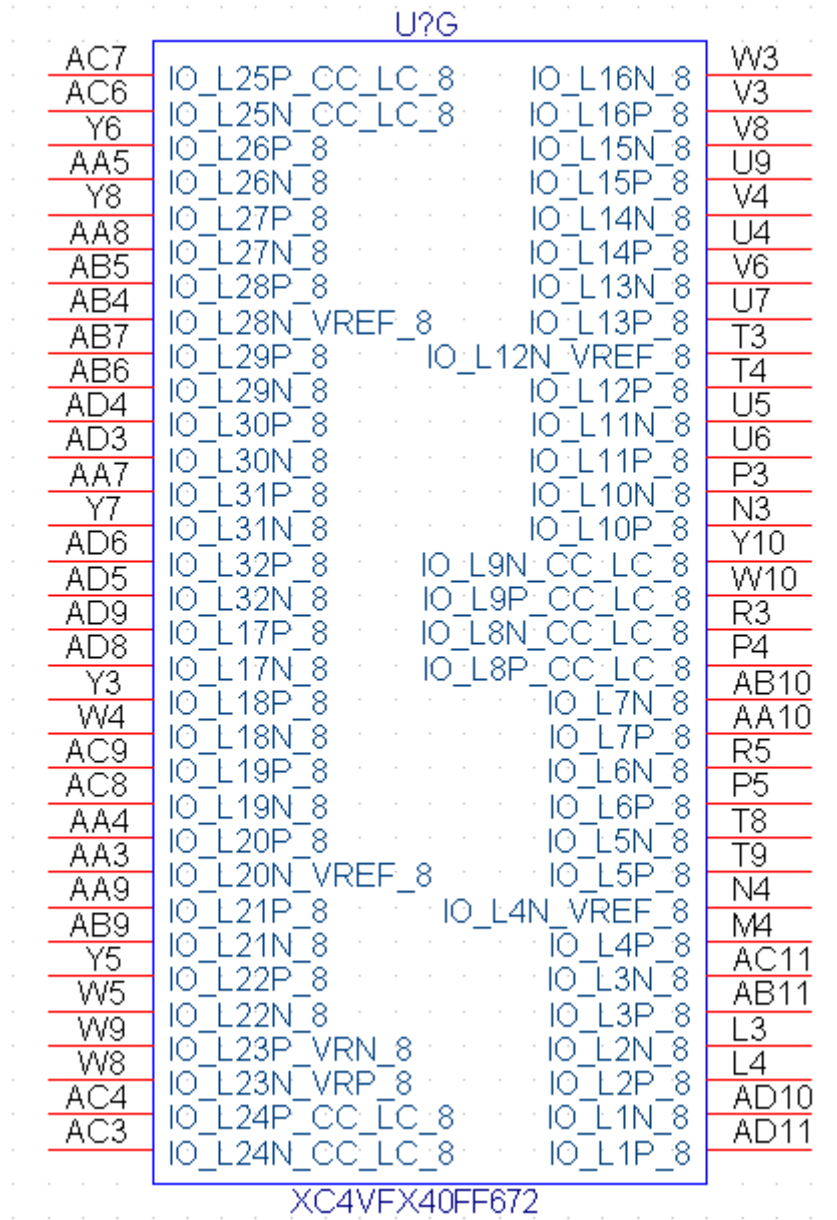 U?G
AC7 IO_L25P_CC_LC_8 IO_L16N_8 W3
AC6 IO_L25N_CC_LC_8 IO_L16P_8 V3
Y6 IO_L26P_8 IO_L15N_8 V8
AA5 IO_L26N_8 IO_L15P_8 U9
Y8 IO_L27P_8 IO_L14N_8 V4
AA8 IO_L27N_8 IO_L14P_8 U4
AB5 IO_L28P_8 IO_L13N_8 V6
AB4 IO_L28N_VREF_8 IO_L13P_8 U7
AB7 IO_L29P_8 IO_L12N_VREF_8 T3
AB6 IO_L29N_8 IO_L12P_8 T4
AD4 IO_L30P_8 IO_L11N_8 U5
AD3 IO_L30N_8 IO_L11P_8 U6
AA7 IO_L31P_8 IO_L10N_8 P3
Y7 IO_L31N_8 IO_L10P_8 N3
AD6 IO_L32P_8 IO_L9N_CC_LC_8 Y10
AD5 IO_L32N_8 IO_L9P_CC_LC_8 W10
AD9 IO_L17P_8 IO_L8N_CC_LC_8 R3
AD8 IO_L17N_8 IO_L8P_CC_LC_8 P4
Y3 IO_L18P_8 IO_L7N_8 AB10
W4 IO_L18N_8 IO_L7P_8 AA10
AC9 IO_L19P_8 IO_L6N_8 R5
AC8 IO_L19N_8 IO_L6P_8 P5
AA4 IO_L20P_8 IO_L5N_8 T8
AA3 IO_L20N_VREF_8 IO_L5P_8 T9
AA9 IO_L21P_8 IO_L4N_VREF_8 N4
AB9 IO_L21N_8 IO_L4P_8 M4
Y5 IO_L22P_8 IO_L3N_8 AC11
W5 IO_L22N_8 IO_L3P_8 AB11
W9 IO_L23P_VRN_8 IO_L2N_8 L3
W8 IO_L23N_VRP_8 IO_L2P_8 L4
AC4 IO_L24P_CC_LC_8 IO_L1N_8 AD10
AC3 IO_L24N_CC_LC_8 IO_L1P_8 AD11
XC4VFX40FF672